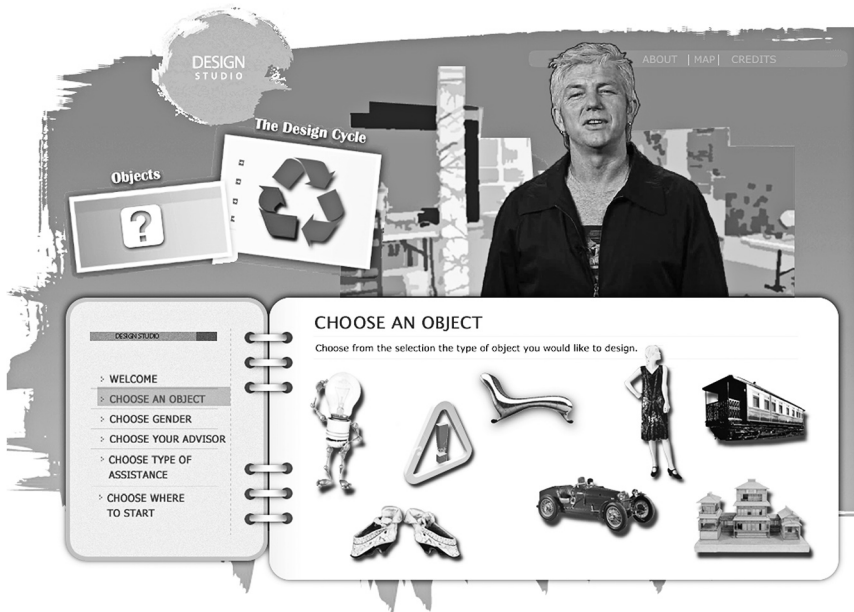 DESIGN
STUDIO
ABOUT | MAP | CREDITS
The Design Cycle
Objects
?
DESIGN STUDIO
WELCOME
CHOOSE AN OBJECT
CHOOSE GENDER
CHOOSE YOUR ADVISOR
CHOOSE TYPE OF
ASSISTANCE
CHOOSE WHERE
TO START
CHOOSE AN OBJECT
Choose from the selection the type of object you would like to design.
!